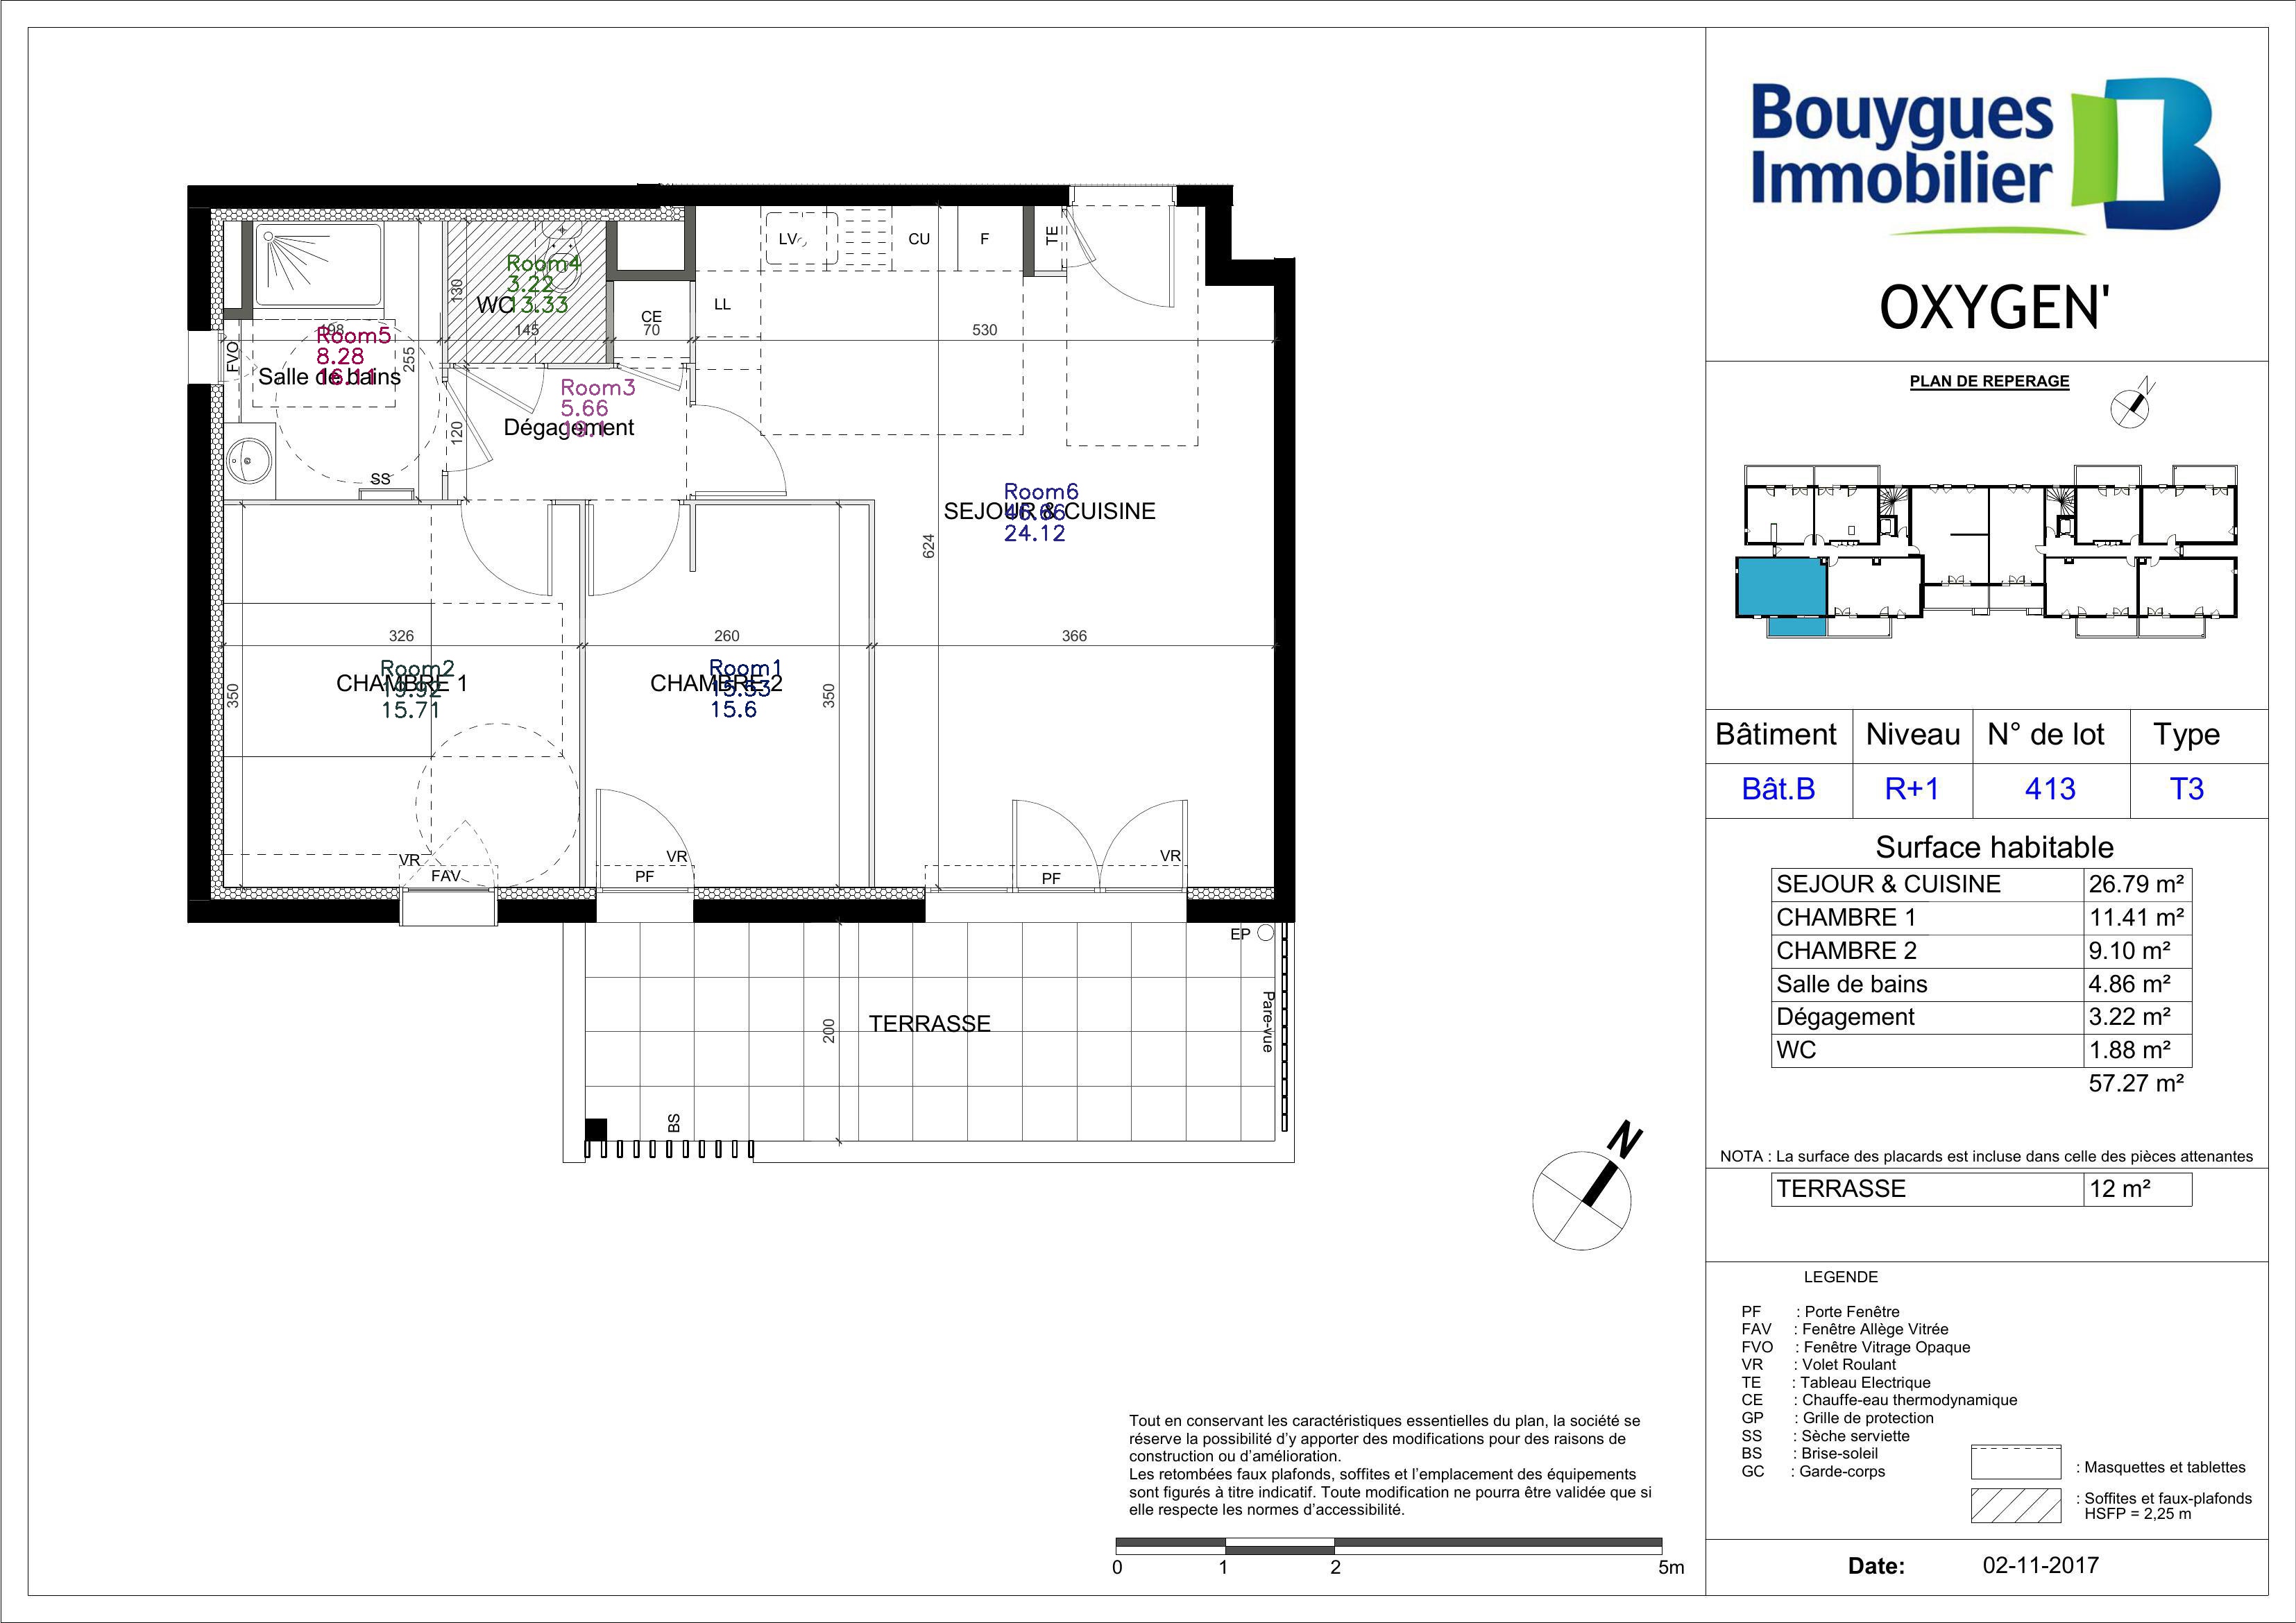 Bouygues
Immobilier
OXYGEN'
PLAN DE REPERAGE
N
Bâtiment Niveau N° de lot Type
Bât.B R+1 413 T3
Surface habitable
SEJOUR & CUISINE 26.79 m²
CHAMBRE 1 11.41 m²
CHAMBRE 2 9.10 m²
Salle de bains 4.86 m²
Dégagement 3.22 m²
WC 1.88 m²
57.27 m²
NOTA : La surface des placards est incluse dans celle des pièces attenantes
TERRASSE 12 m²
LEGENDE
PF : Porte Fenêtre
FAV : Fenêtre Allège Vitrée
FVO : Fenêtre Vitrage Opaque
VR : Volet Roulant
TE : Tableau Electrique
CE : Chauffe-eau thermodynamique
GP : Grille de protection
SS : Sèche serviette
BS : Brise-soleil
GC : Garde-corps
: Masquettes et tablettes
: Soffites et faux-plafonds
HSFP = 2,25 m
Date: 02-11-2017
LV CU F TE
Room4
3.22
13.33
WC
130
145
CE
70
LL
530
198
Room5
8.28
16.11
Salle de bains
FVO
255
SS
120
Room3
5.66
19.1
Dégagement
Room6
SEJOUR & CUISINE
24.12
624
326
260
366
Room2
CHAMBRE 1
19.92
15.71
350
Room1
CHAMBRE 2
15.53
15.6
350
VR
FAV
VR
PF
VR
PF
EP
Pare-vue
TERRASSE
200
BS
N
Tout en conservant les caractéristiques essentielles du plan, la société se
réserve la possibilité d'y apporter des modifications pour des raisons de
construction ou d'amélioration.
Les retombées faux plafonds, soffites et l'emplacement des équipements
sont figurés à titre indicatif. Toute modification ne pourra être validée que si
elle respecte les normes d'accessibilité.
0 1 2 5m